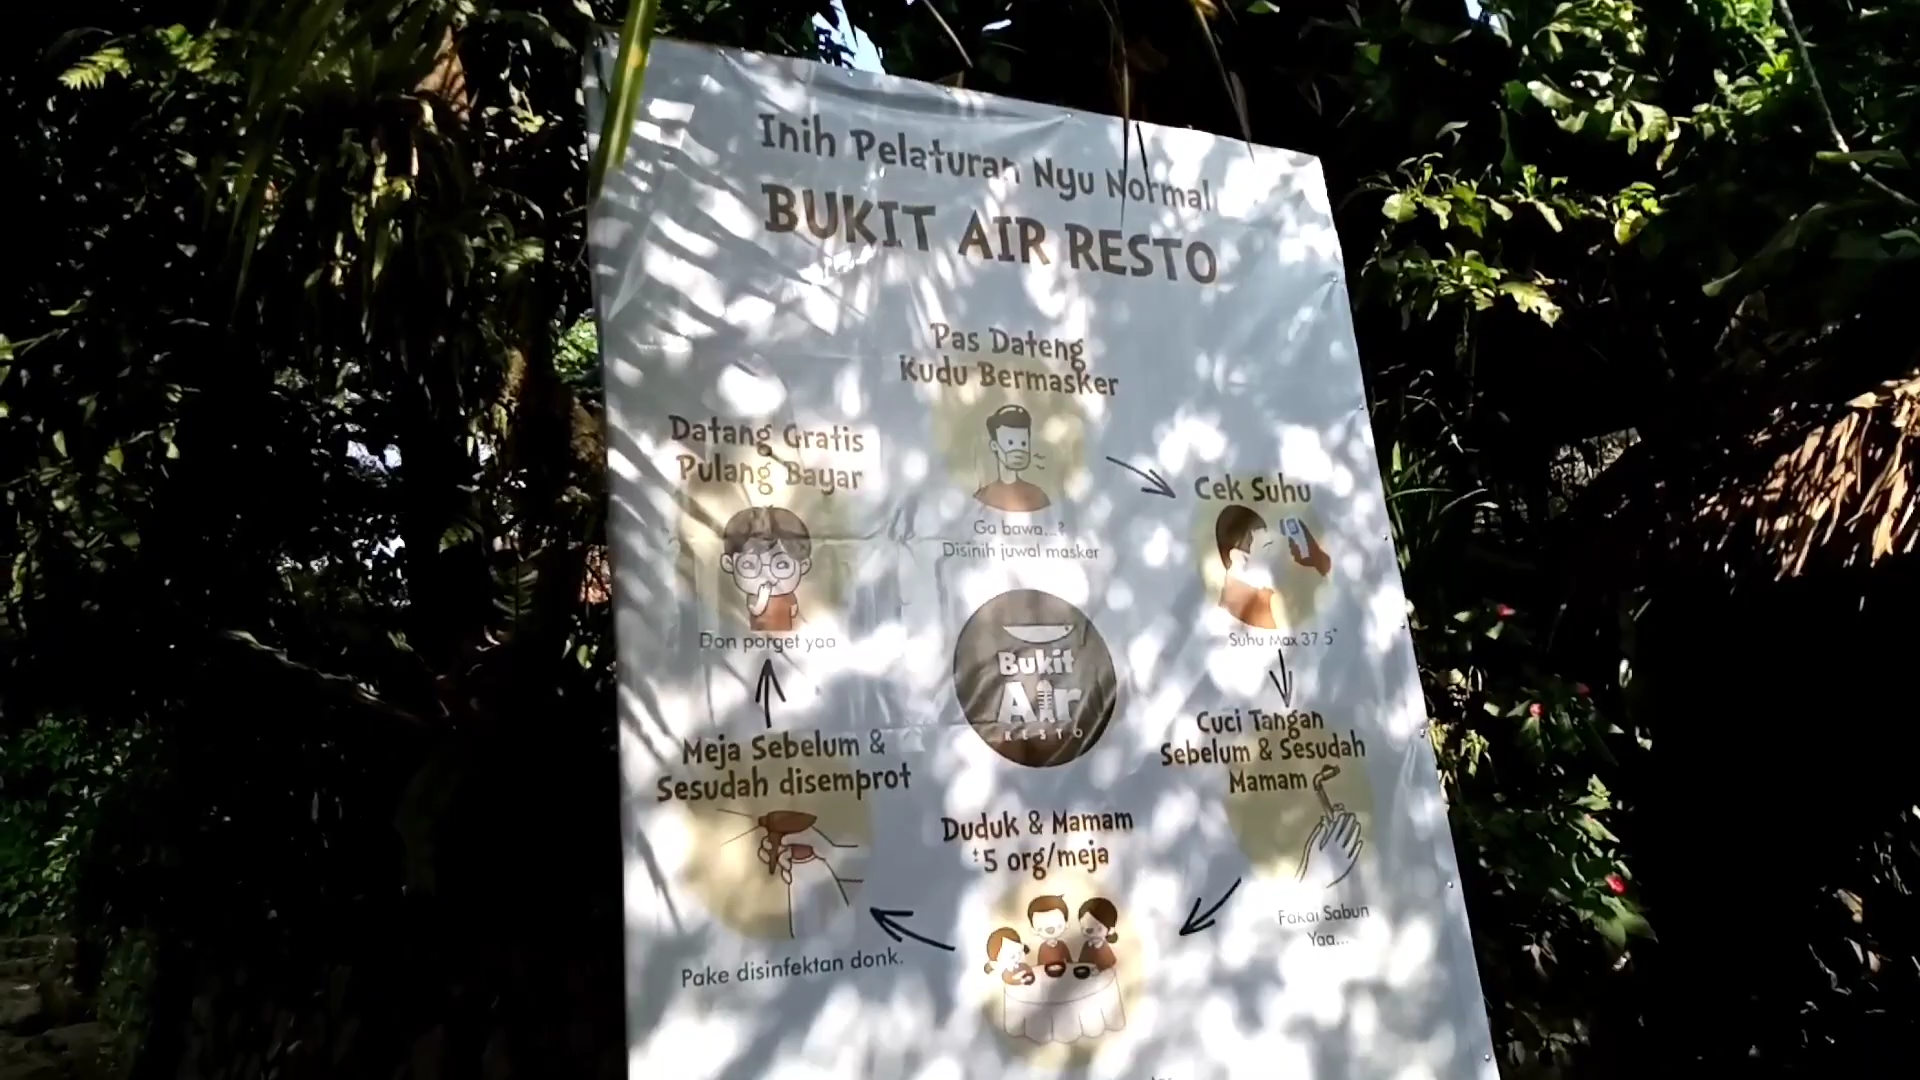 Inih Pelaturan Nyu Normal
BUKIT AIR RESTO
Pas Dateng
Kudu Bermasker
Ga bawa...?
Disinih juwal masker
Cek Suhu
Suhu Max 37 5°
Cuci Tangan
Sebelum & Sesudah
Mamam
Fakai Sabun
Yaa...
Duduk & Mamam
±5 org/meja
Meja Sebelum &
Sesudah disemprot
Pake disinfektan donk.
Datang Gratis
Pulang Bayar
Don porget yaa
Bukit
Air
RESTO